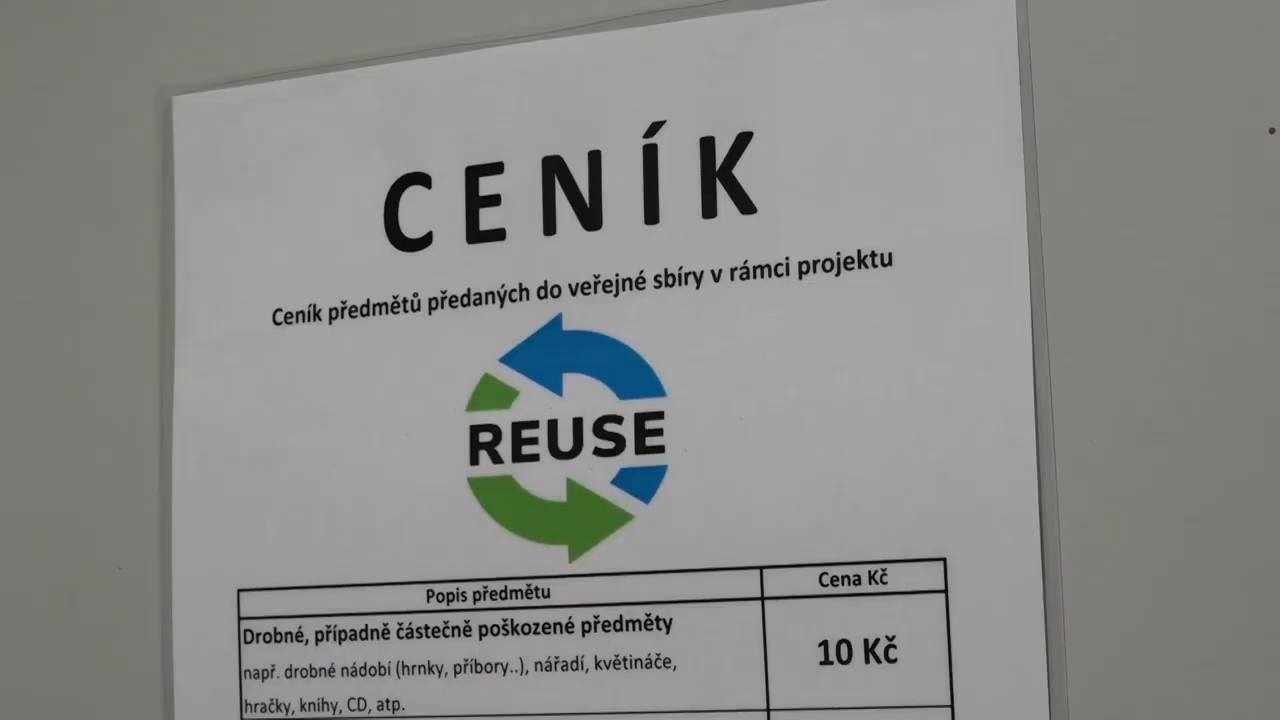 CENÍK
Ceník předmětů předaných do veřejné sbíry v rámci projektu
REUSE
Popis předmětu
Cena Kč
Drobné, případně částečně poškozené předměty
např. drobné nádobí (hrnky, příbory..), nářadí, květináče,
hračky, knihy, CD, atp.
10 Kč